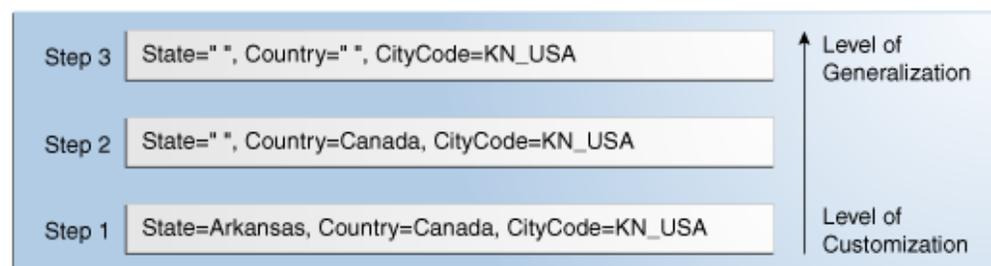 Step 3 State=" ", Country=" ", CityCode=KN_USA
Level of
Generalization
Step 2 State=" ", Country=Canada, CityCode=KN_USA
Step 1 State=Arkansas, Country=Canada, CityCode=KN_USA
Level of
Customization